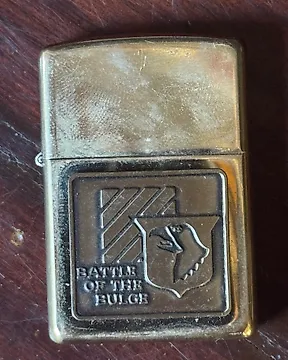 BATTLE
OF THE
BULGE